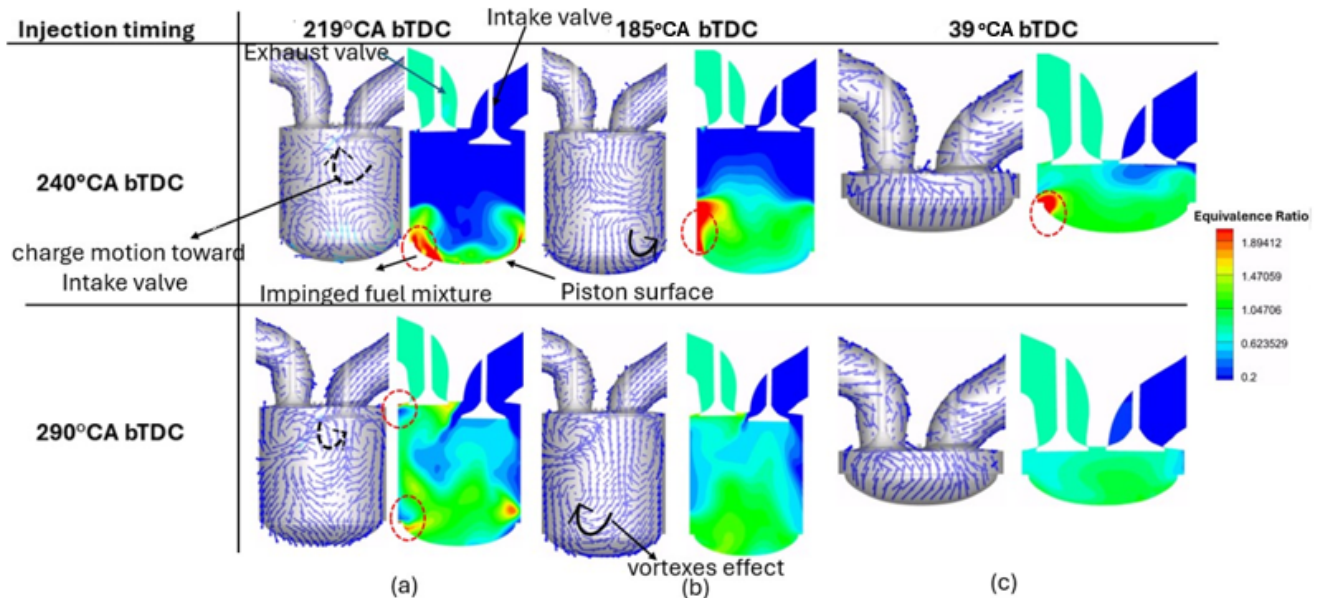 Injection timing
219°CA bTDC
Intake valve
185°CA bTDC
39 °CA bTDC
Exhaust valve
240°CA bTDC
charge motion toward
Intake valve
Impinged fuel mixture
Piston surface
Equivalence Ratio
1.89412
1.47059
1.04706
0.623529
0.2
290°CA bTDC
vortexes effect
(a)
(b)
(c)